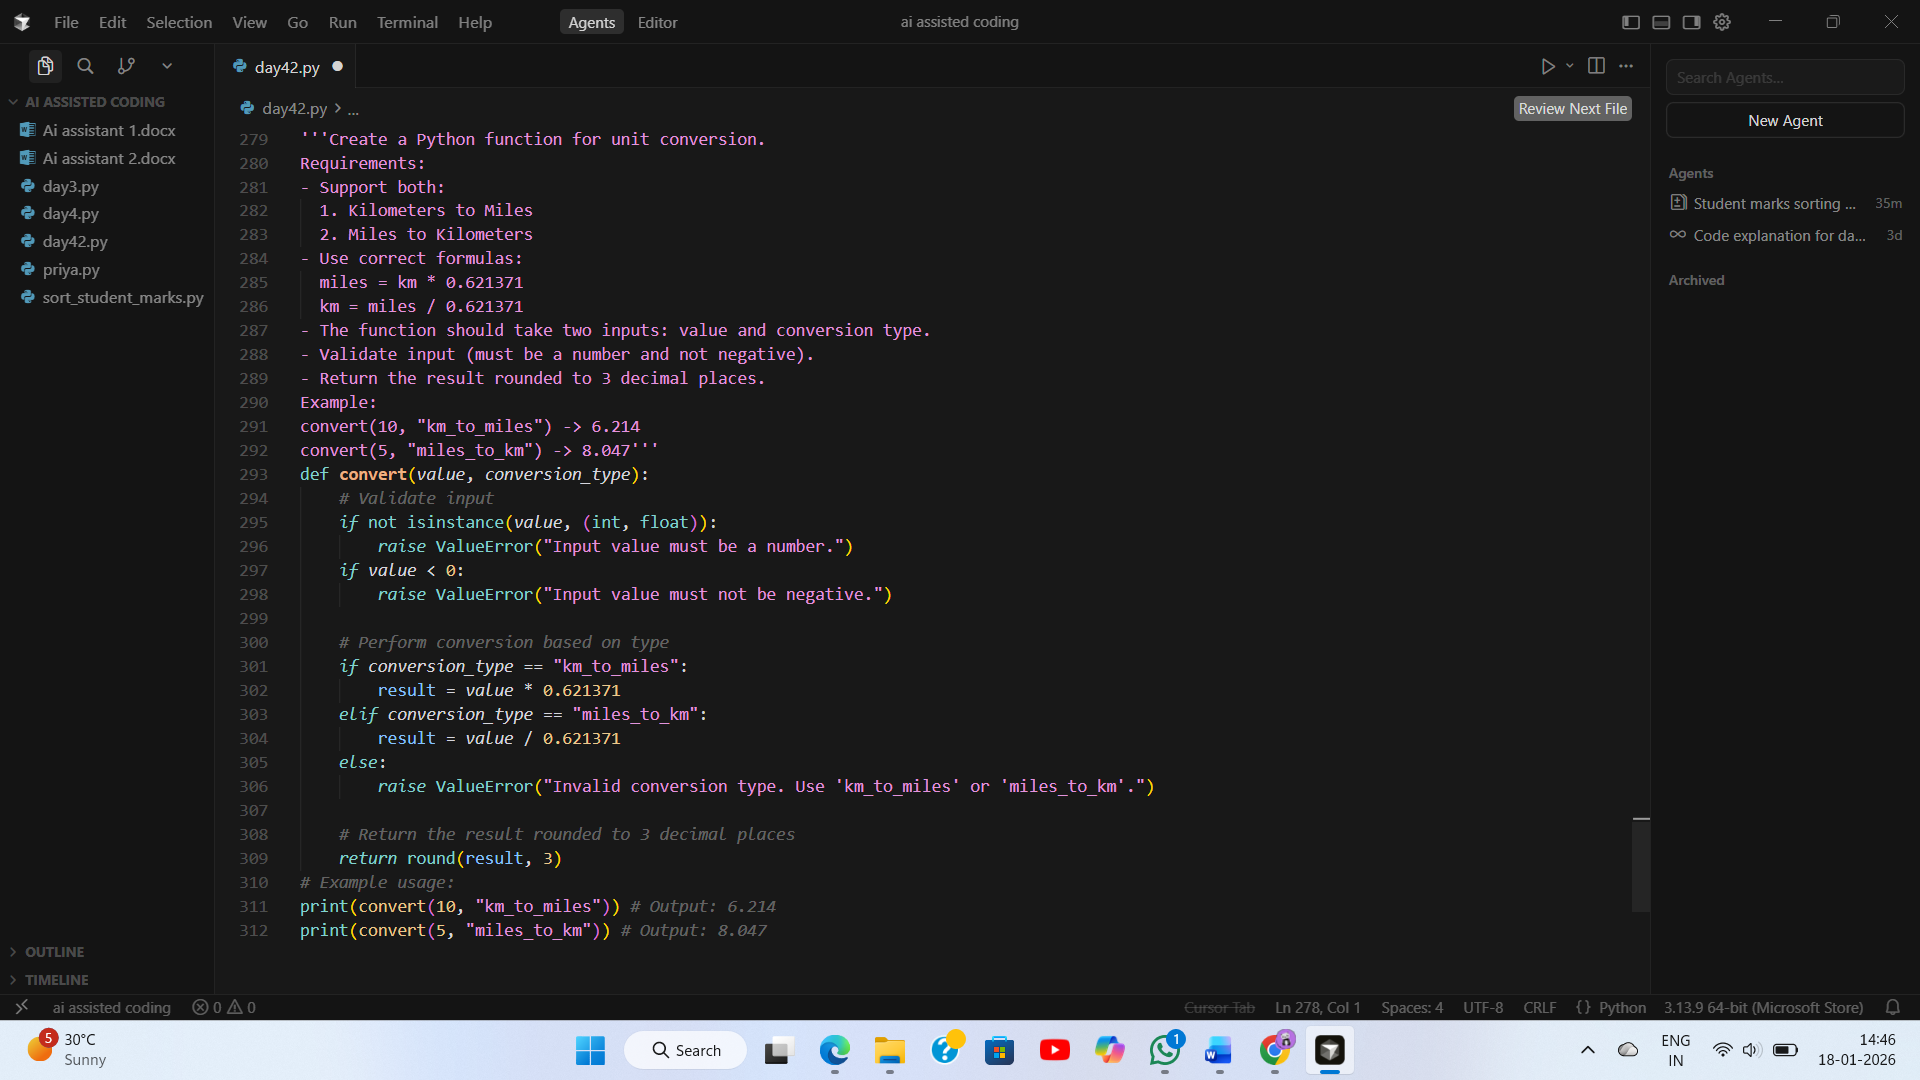 File Edit Selection View Go Run Terminal Help Agents Editor ai assisted coding
AI ASSISTED CODING
Ai assistant 1.docx
Ai assistant 2.docx
day3.py
day4.py
day42.py
priya.py
sort_student_marks.py
OUTLINE
TIMELINE
day42.py
day42.py > ...
Review Next File
279 '''Create a Python function for unit conversion.
280 Requirements:
281 - Support both:
282   1. Kilometers to Miles
283   2. Miles to Kilometers
284 - Use correct formulas:
285   miles = km * 0.621371
286   km = miles / 0.621371
287 - The function should take two inputs: value and conversion type.
288 - Validate input (must be a number and not negative).
289 - Return the result rounded to 3 decimal places.
290 Example:
291 convert(10, "km_to_miles") -> 6.214
292 convert(5, "miles_to_km") -> 8.047'''
293 def convert(value, conversion_type):
294     # Validate input
295     if not isinstance(value, (int, float)):
296         raise ValueError("Input value must be a number.")
297     if value < 0:
298         raise ValueError("Input value must not be negative.")
299
300     # Perform conversion based on type
301     if conversion_type == "km_to_miles":
302         result = value * 0.621371
303     elif conversion_type == "miles_to_km":
304         result = value / 0.621371
305     else:
306         raise ValueError("Invalid conversion type. Use 'km_to_miles' or 'miles_to_km'.")
307
308     # Return the result rounded to 3 decimal places
309     return round(result, 3)
310 # Example usage:
311 print(convert(10, "km_to_miles")) # Output: 6.214
312 print(convert(5, "miles_to_km")) # Output: 8.047
Search Agents...
New Agent
Agents
Student marks sorting ... 35m
Code explanation for da... 3d
Archived
ai assisted coding 0 0 Cursor Tab Ln 278, Col 1 Spaces: 4 UTF-8 CRLF {} Python 3.13.9 64-bit (Microsoft Store)
5 30°C
Sunny
Search
1
ENG
IN
14:46
18-01-2026